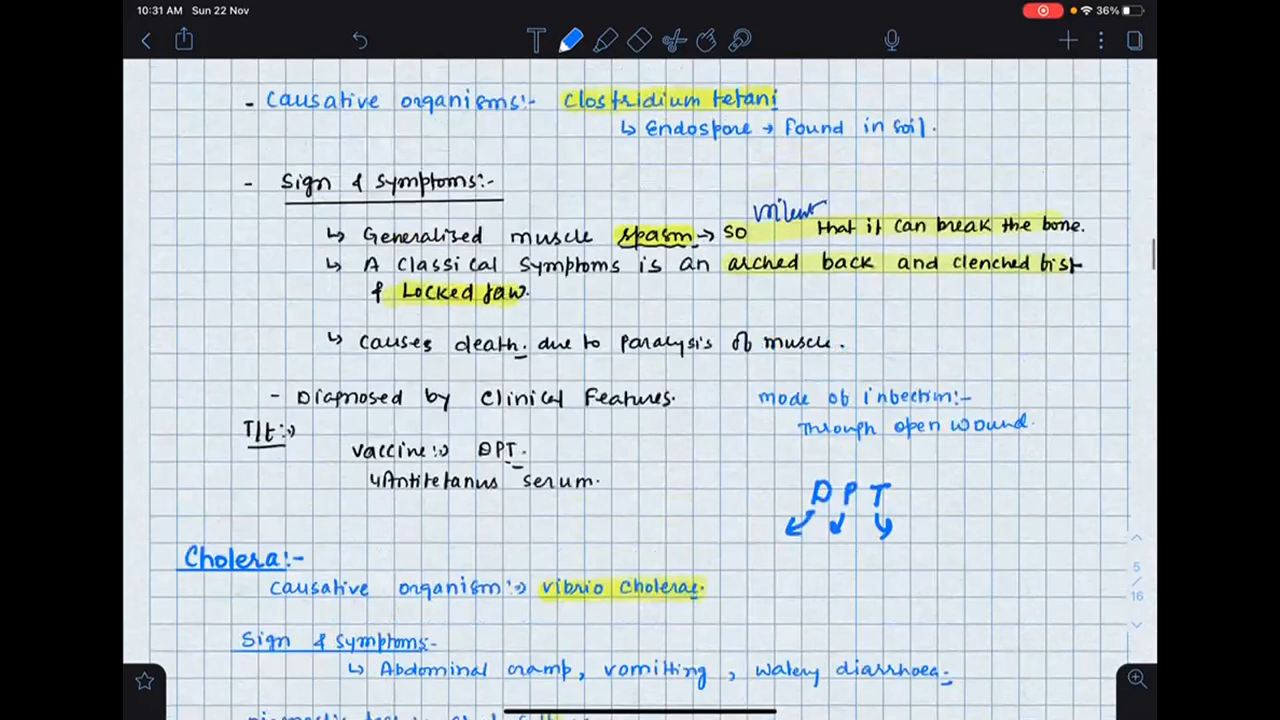 10:31 AM Sun 22 Nov
36%
- Causative organisms:- Clostridium tetani
↳ Endospore → found in soil.
- Sign & symptoms:-
violent
↳ Generalised muscle spasm → so that it can break the bone.
↳ A classical symptoms is an arched back and clenched fist
& Locked Jaw.
↳ causes death. due to paralysis of muscle.
- Diagnosed by clinical features.
mode of infection:-
through open wound.
T/t:→
vaccine:→ DPT.
↳Antitetanus serum.
D P T
Cholera:-
5
/
16
causative organism:→ vibrio cholerae.
Sign & symptoms:-
↳ Abdominal cramp, vomitting, watery diarrhoea.